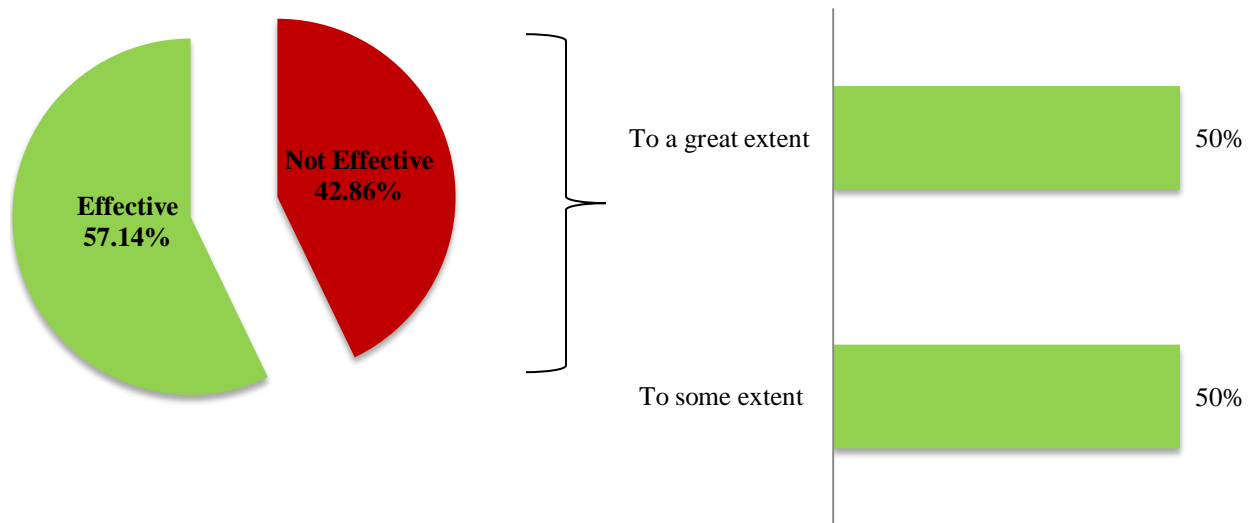 Not Effective
42.86%
Effective
57.14%
To a great extent
50%
To some extent
50%